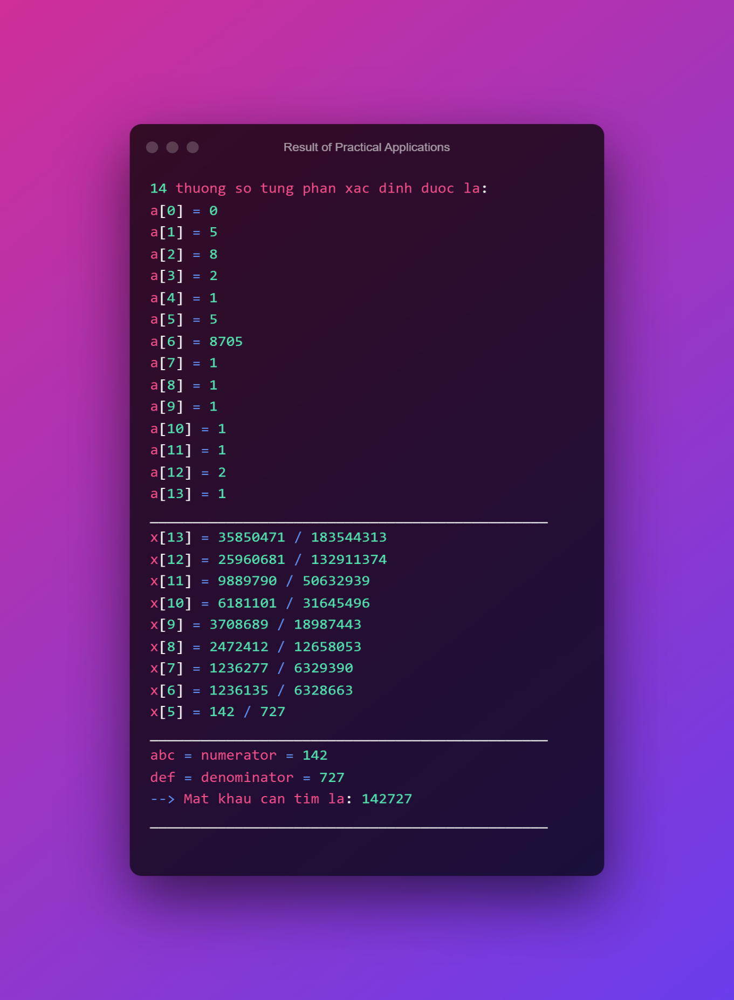 Result of Practical Applications
14 thuong so tung phan xac dinh duoc la:
a[0] = 0
a[1] = 5
a[2] = 8
a[3] = 2
a[4] = 1
a[5] = 5
a[6] = 8705
a[7] = 1
a[8] = 1
a[9] = 1
a[10] = 1
a[11] = 1
a[12] = 2
a[13] = 1
_______________________________________________
x[13] = 35850471 / 183544313
x[12] = 25960681 / 132911374
x[11] = 9889790 / 50632939
x[10] = 6181101 / 31645496
x[9] = 3708689 / 18987443
x[8] = 2472412 / 12658053
x[7] = 1236277 / 6329390
x[6] = 1236135 / 6328663
x[5] = 142 / 727
_______________________________________________
abc = numerator = 142
def = denominator = 727
--> Mat khau can tim la: 142727
_______________________________________________